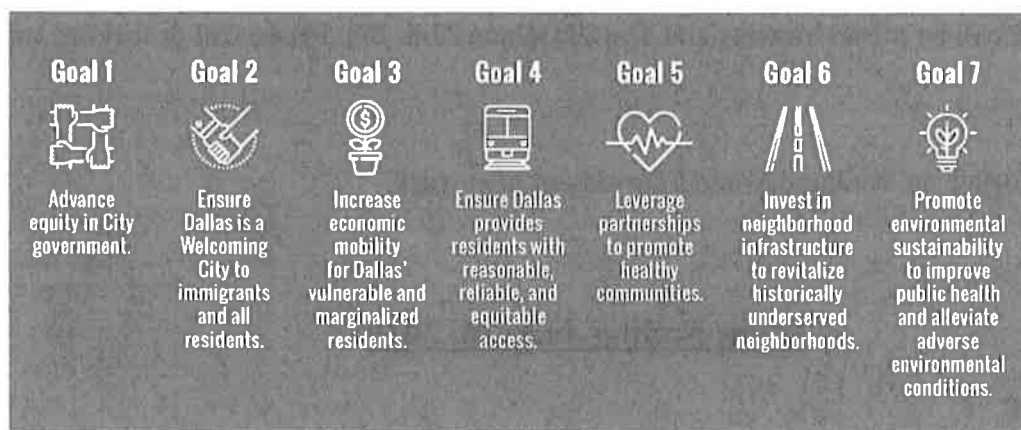 Goal 1
Advance
equity in City
government.
Goal 2
Ensure
Dallas is a
Welcoming
City to
immigrants
and all
residents.
Goal 3
Increase
economic
mobility
for Dallas'
vulnerable and
marginalized
residents.
Goal 4
Ensure Dallas
provides
residents with
reasonable,
reliable, and
equitable
access.
Goal 5
Leverage
partnerships
to promote
healthy
communities.
Goal 6
Invest in
neighborhood
infrastructure
to revitalize
historically
underserved
neighborhoods.
Goal 7
Promote
environmental
sustainability
to improve
public health
and alleviate
adverse
environmental
conditions.